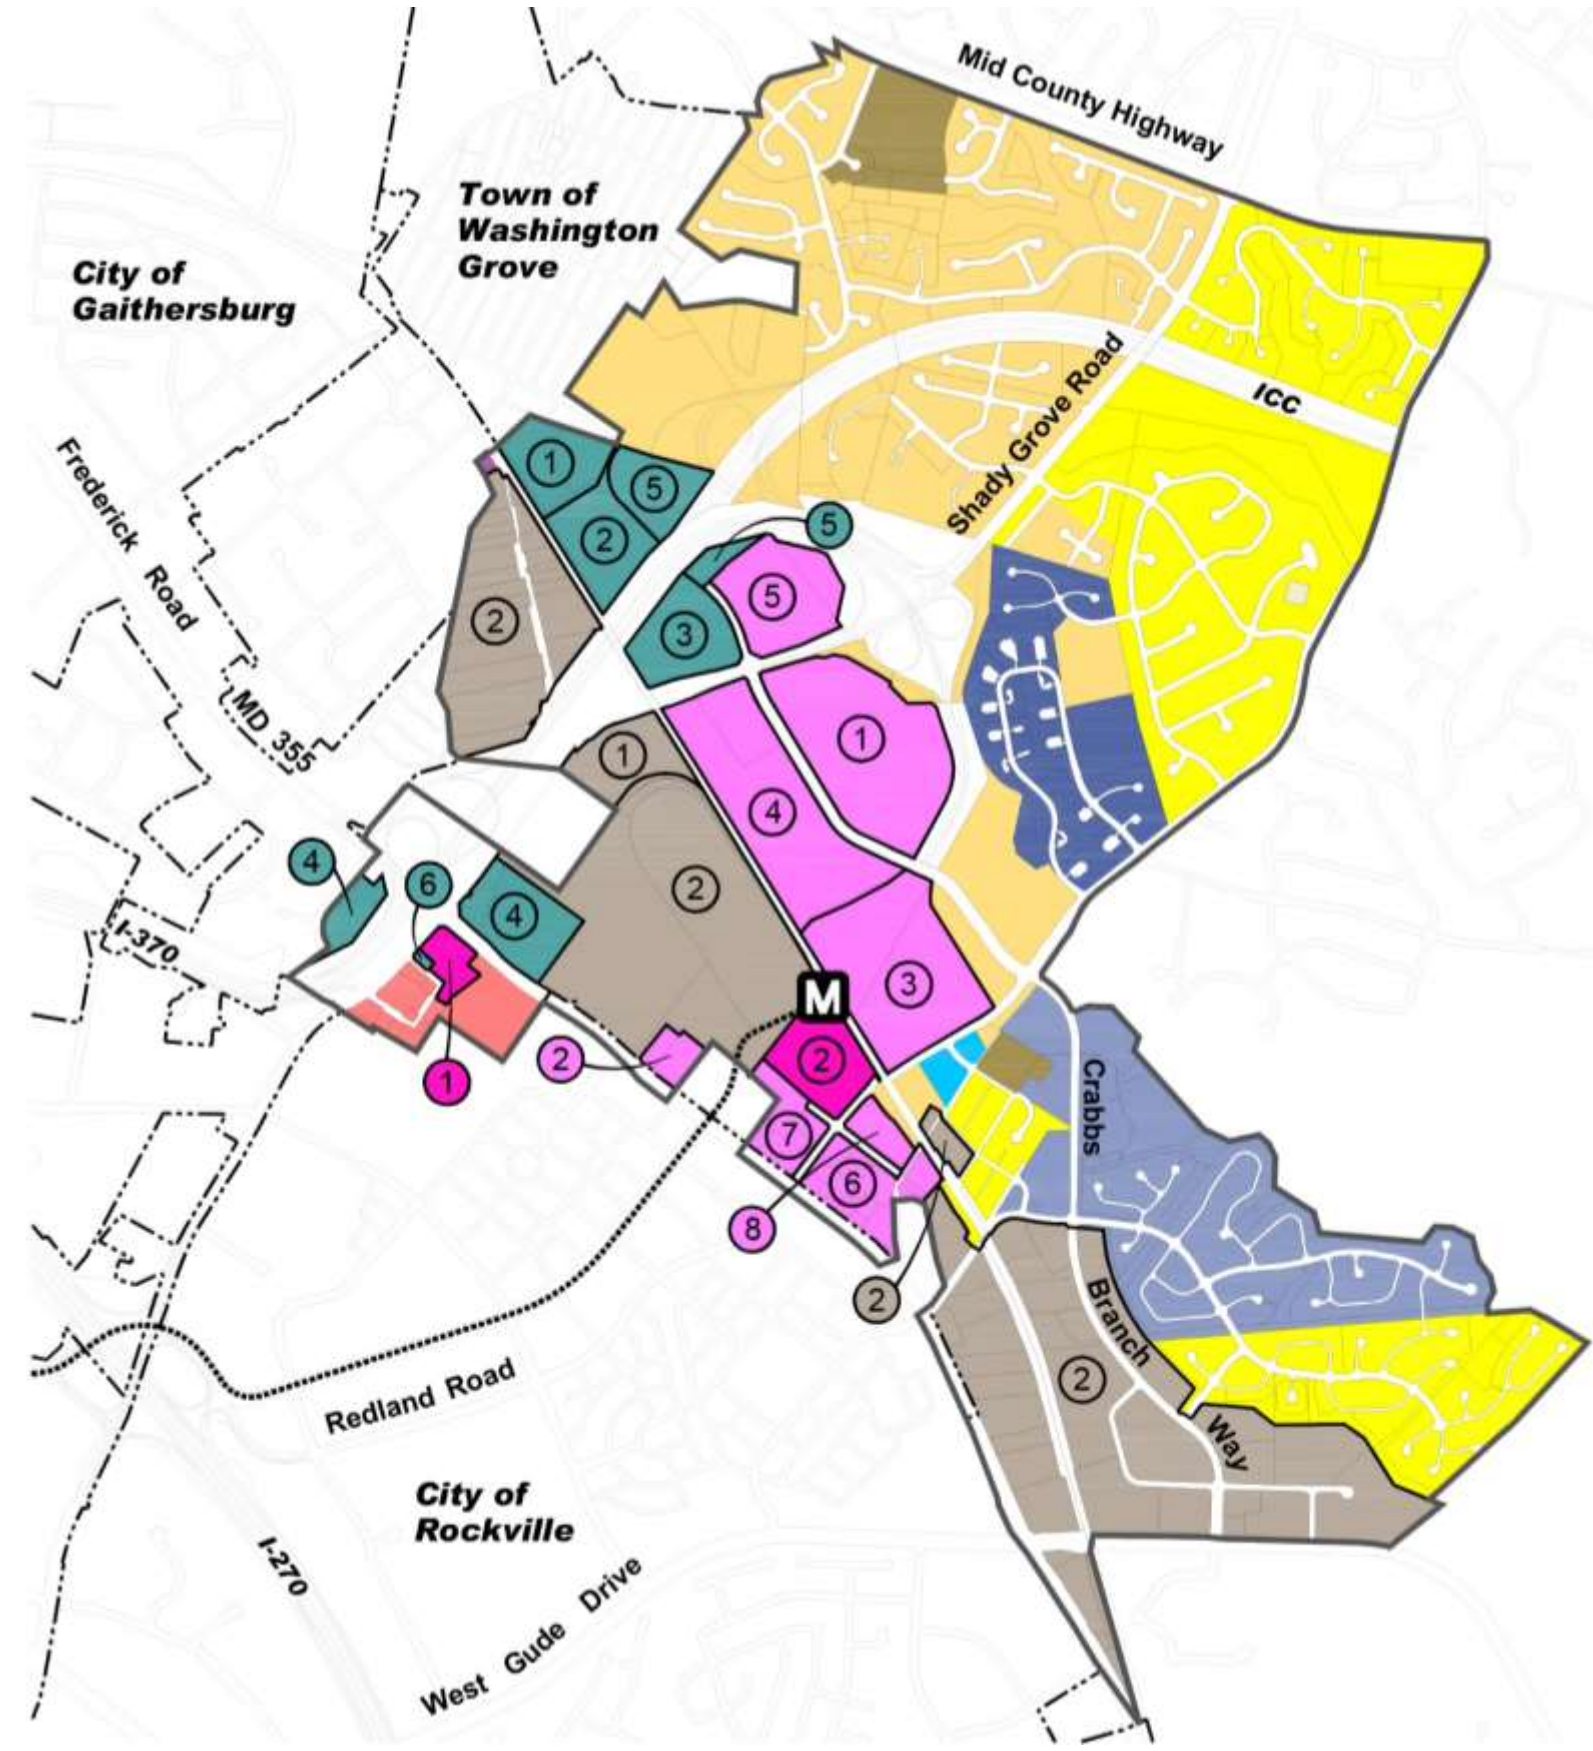 Mid County Highway
Town of
Washington
Grove
City of
Gaithersburg
ICC
Shady Grove Road
Frederick Road
1
5
2
5
5
3
2
MD 355
1
1
4
2
4
6
4
I-370
3
M
2
1
2
7
6
8
2
Crabbs
Branch
Way
2
Redland Road
City of
Rockville
I-270
West Gude Drive